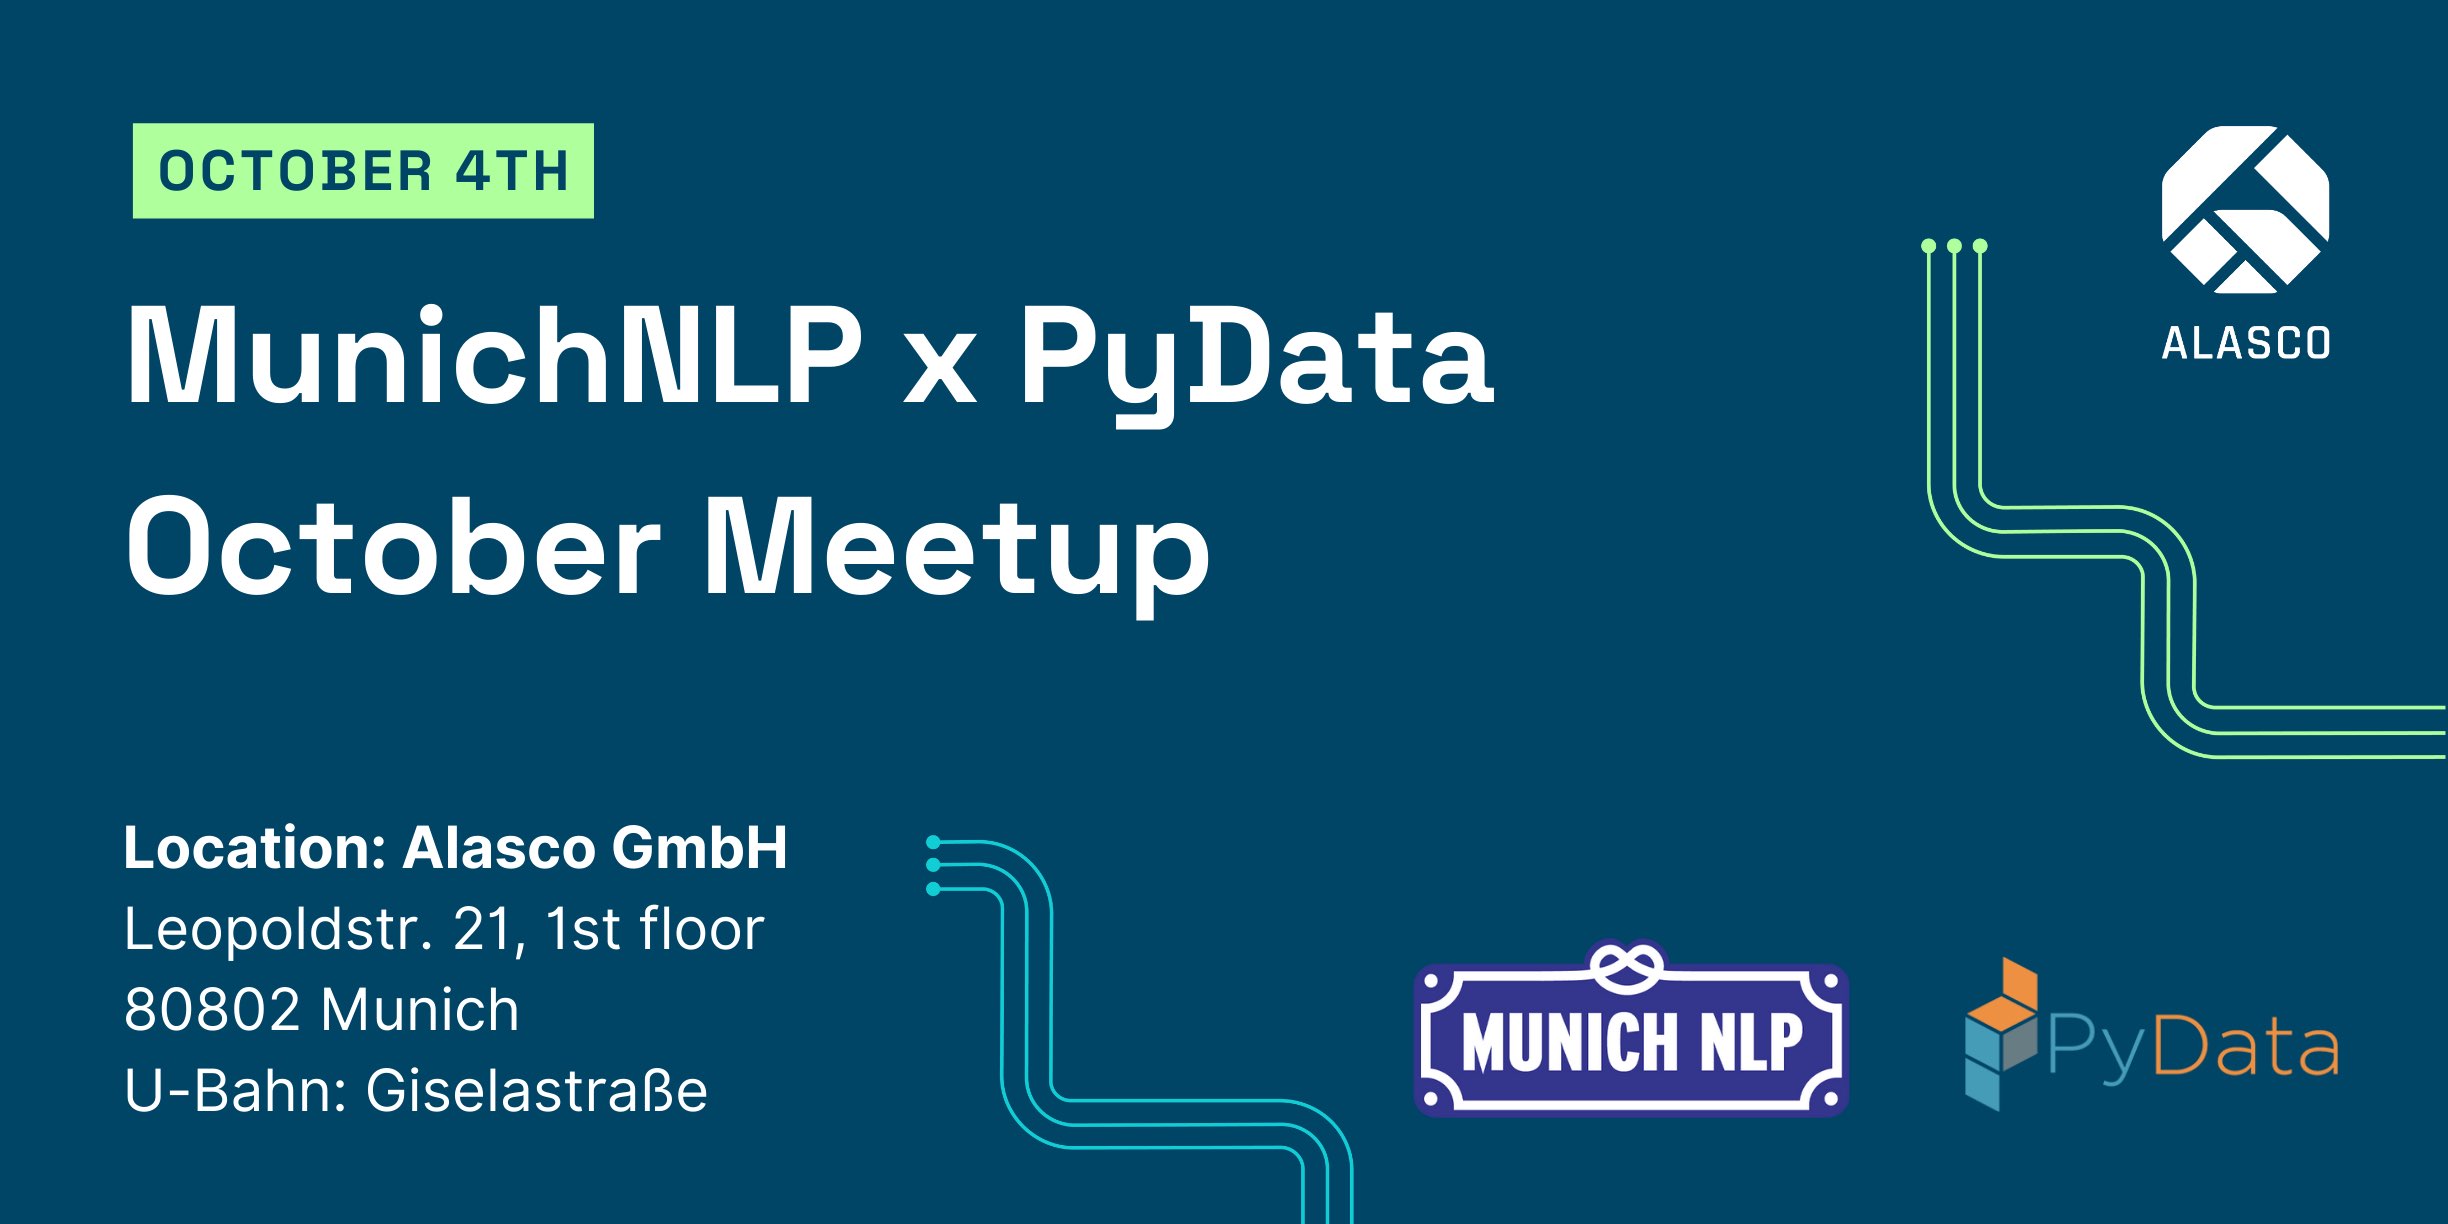 OCTOBER 4TH
ALASCO
MunichNLP x PyData
October Meetup
Location: Alasco GmbH
Leopoldstr. 21, 1st floor
80802 Munich
U-Bahn: Giselastraße
MUNICH NLP
PyData